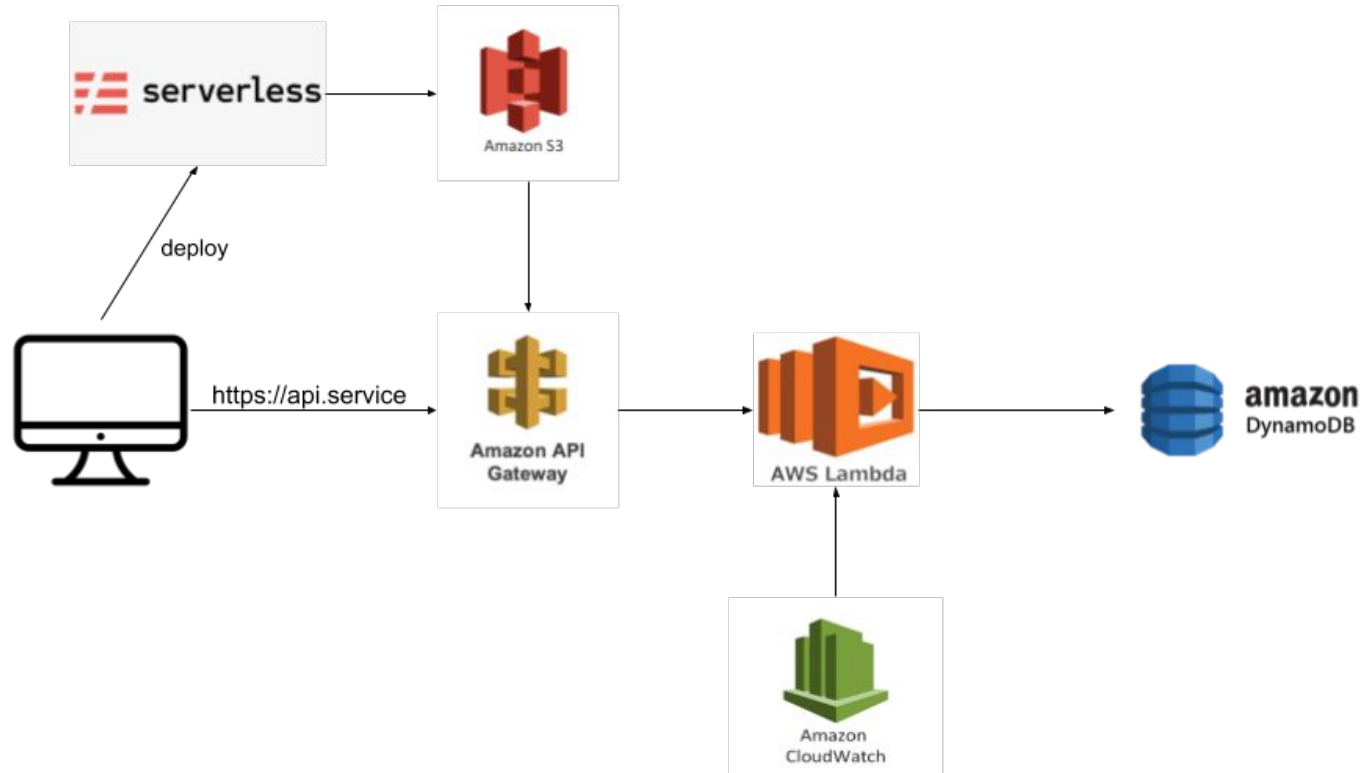 serverless
Amazon S3
deploy
https://api.service
Amazon API
Gateway
AWS Lambda
amazon
DynamoDB
Amazon
CloudWatch